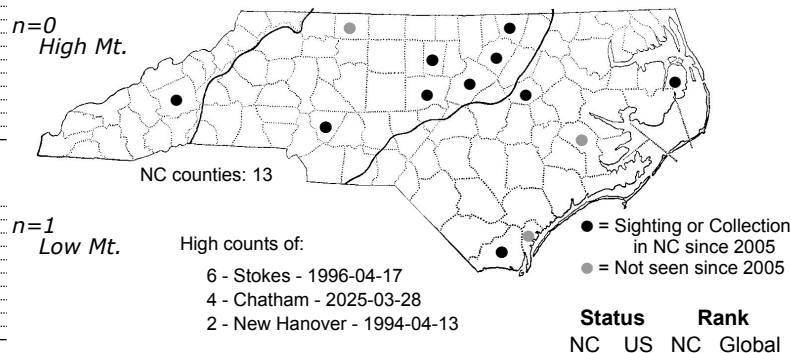 n=0
High Mt.
NC counties: 13
n=1
Low Mt.
High counts of:
6 - Stokes - 1996-04-17
4 - Chatham - 2025-03-28
2 - New Hanover - 1994-04-13
= Sighting or Collection
in NC since 2005
= Not seen since 2005
Status Rank
NC US NC Global